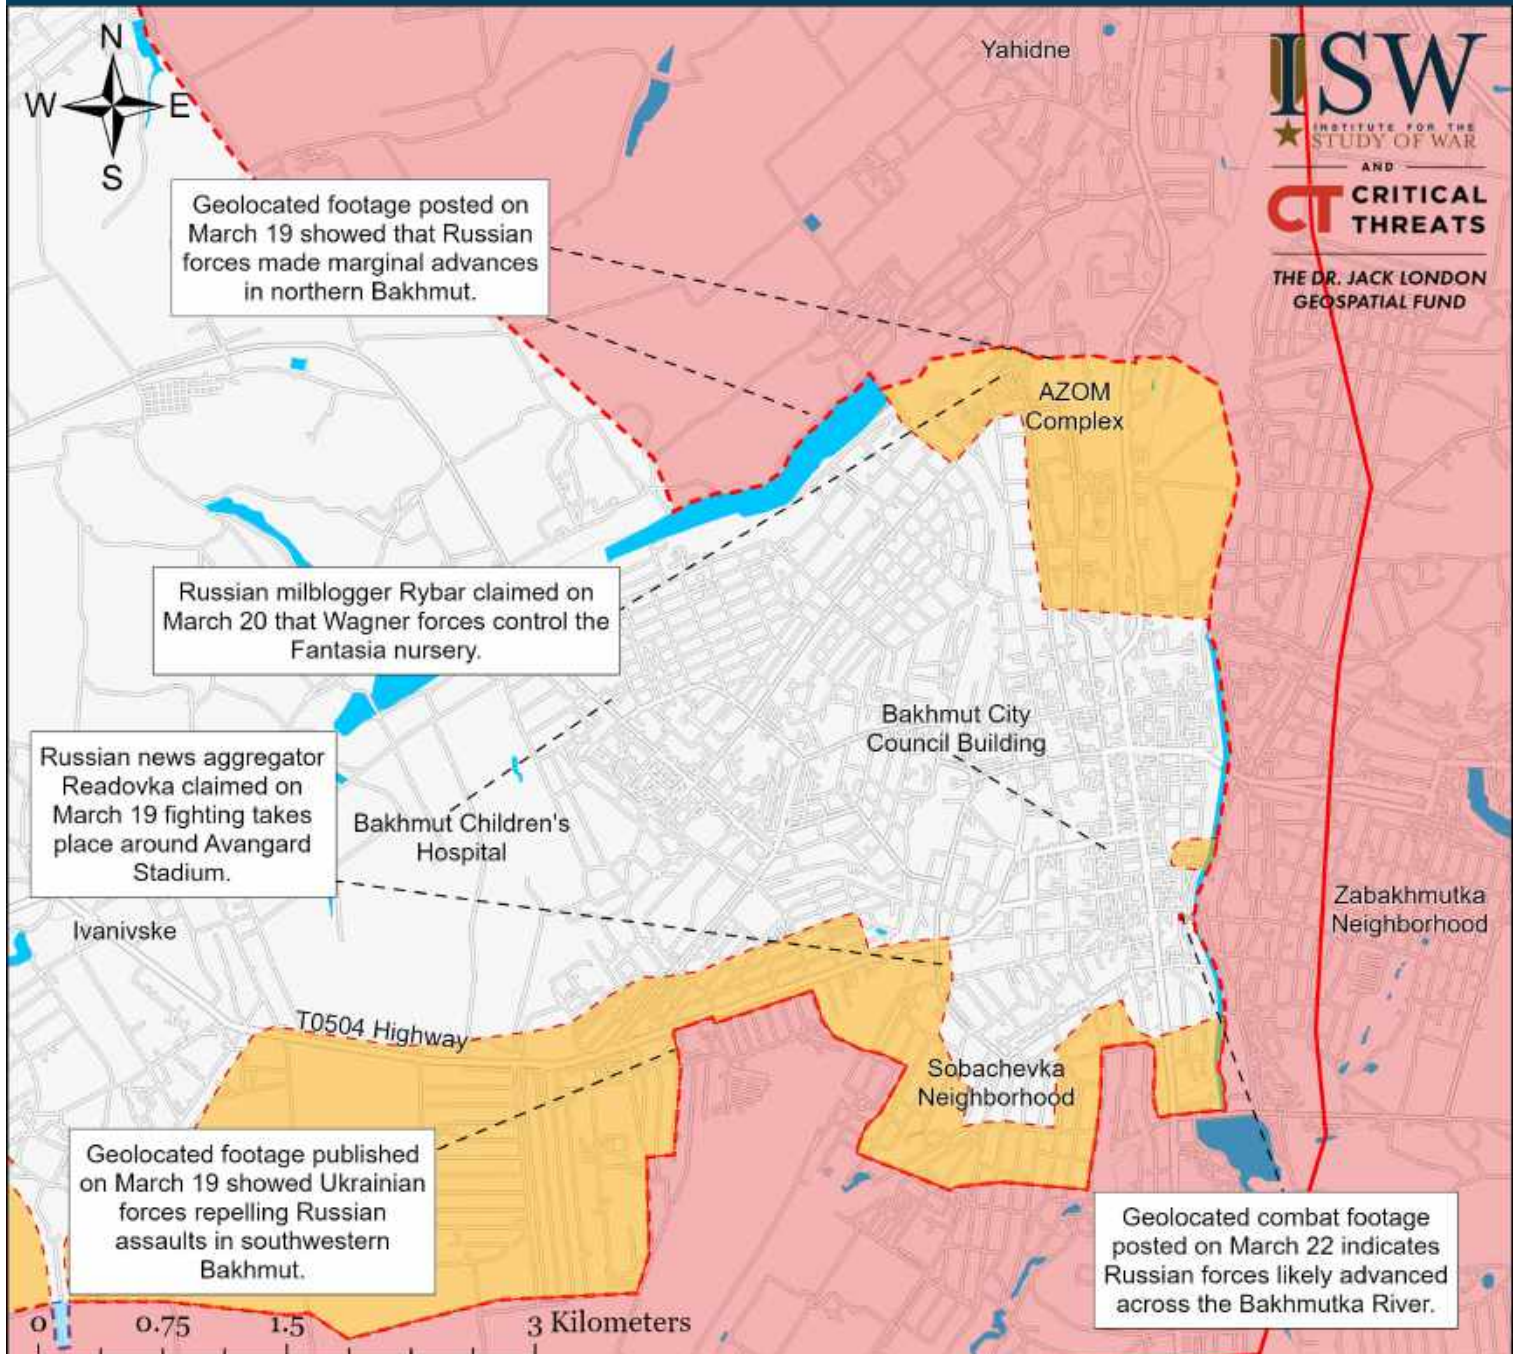 N
W E
S
Yahidne
ISW
INSTITUTE FOR THE
STUDY OF WAR
AND
CT CRITICAL
THREATS
THE DR. JACK LONDON
GEOSPATIAL FUND
Geolocated footage posted on
March 19 showed that Russian
forces made marginal advances
in northern Bakhmut.
AZOM
Complex
Russian milblogger Rybar claimed on
March 20 that Wagner forces control the
Fantasia nursery.
Bakhmut City
Council Building
Russian news aggregator
Readovka claimed on
March 19 fighting takes
place around Avangard
Stadium.
Bakhmut Children's
Hospital
Zabakhmutka
Neighborhood
Ivanivske
T0504 Highway
Sobachevka
Neighborhood
Geolocated footage published
on March 19 showed Ukrainian
forces repelling Russian
assaults in southwestern
Bakhmut.
Geolocated combat footage
posted on March 22 indicates
Russian forces likely advanced
across the Bakhmutka River.
0 0.75 1.5 3 Kilometers